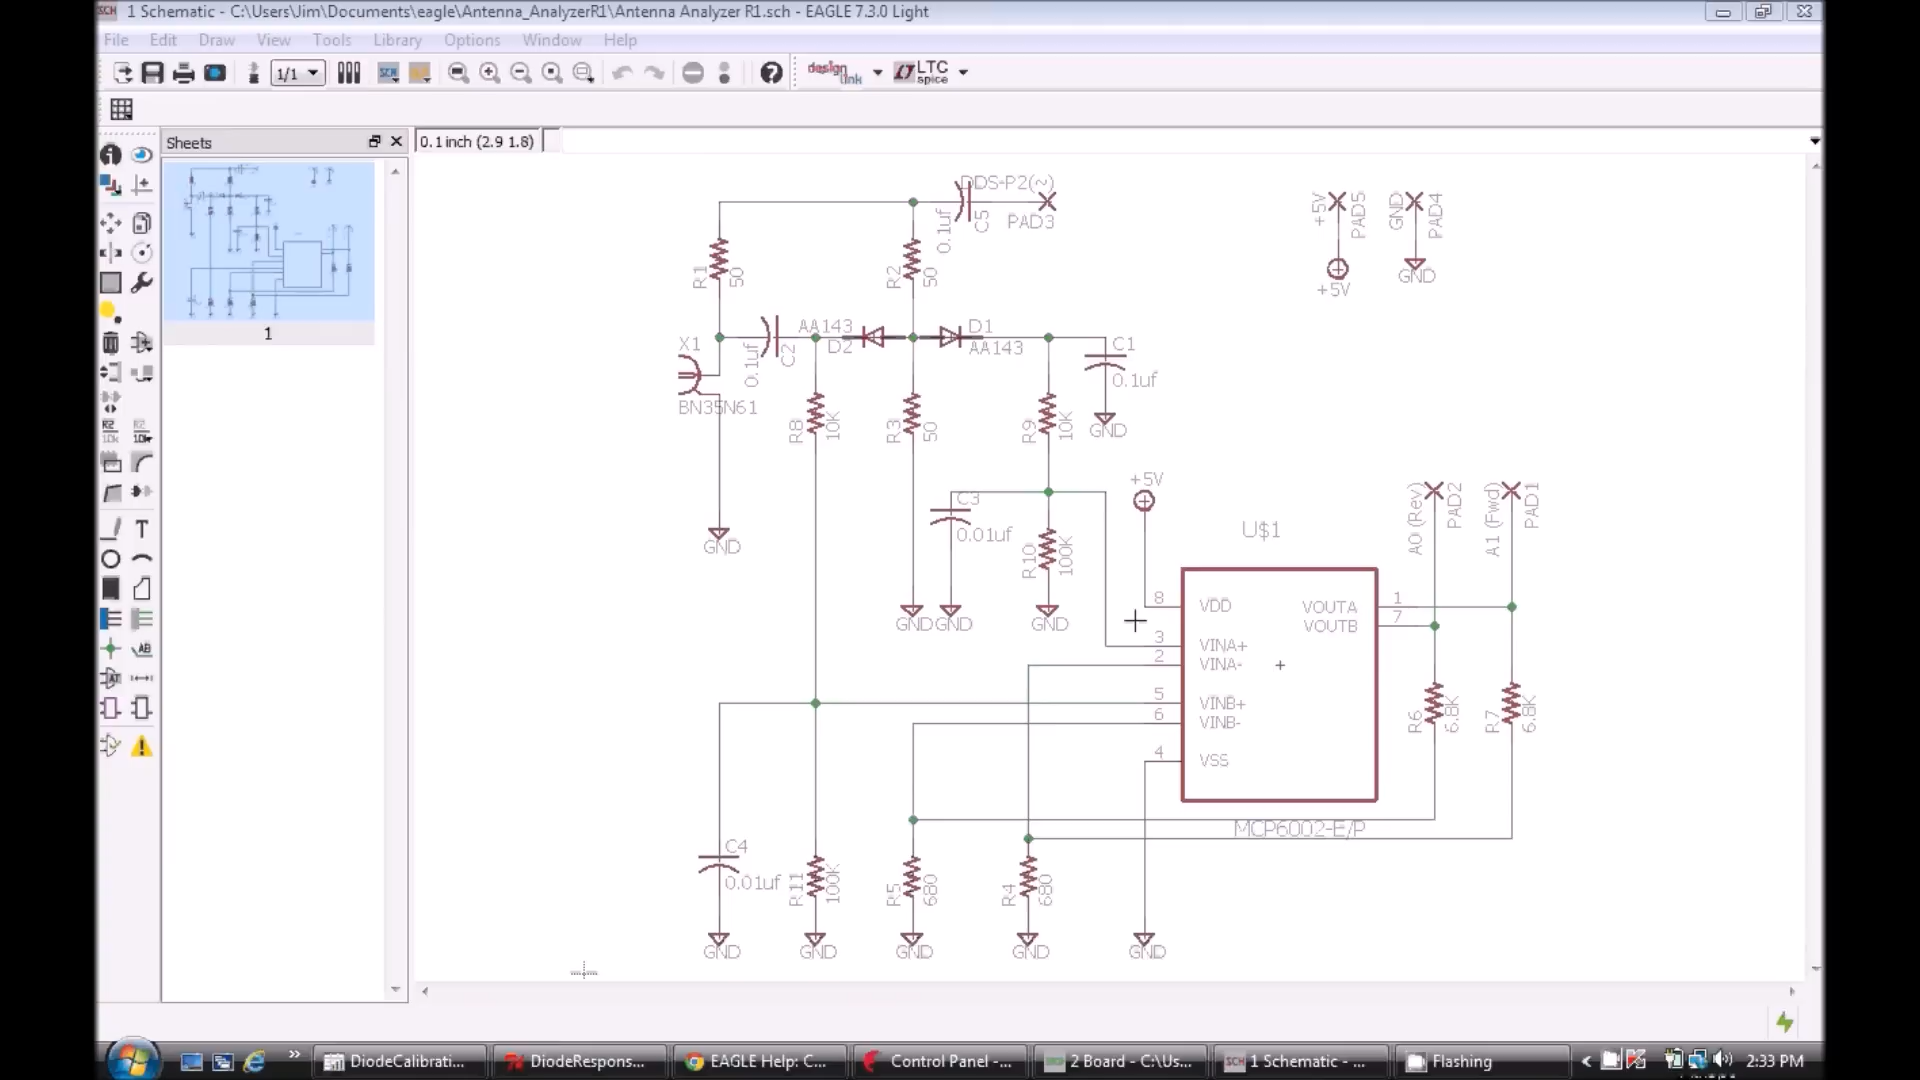 1 Schematic - C:\Users\Jim\Documents\eagle\Antenna_AnalyzerR1\Antenna Analyzer R1.sch - EAGLE 7.3.0 Light
File Edit Draw View Tools Library Options Window Help
1/1 SCH design link LTC spice
Sheets
0.1 inch (2.9 1.8)
1
DDS-P2(~)
0.1uf
C5
PAD3
+5V
PAD5
GND
PAD4
+5V
GND
R1
50
R2
50
X1
0.1uf
C2
AA143
D2
D1
AA143
C1
0.1uf
BN35N61
R8
10K
R3
50
R9
10K
GND
C3
0.01uf
R10
100K
+5V
GND
GND
GND
GND
U$1
A0 (Rev)
PAD2
A1 (Fwd)
PAD1
8 VDD
3 VINA+
2 VINA-
5 VINB+
6 VINB-
4 VSS
VOUTA 1
VOUTB 7
R6
6.8K
R7
6.8K
MCP6002-E/P
C4
0.01uf
R11
100K
R5
680
R4
680
GND
GND
GND
GND
GND
R2
10k
R2
10k
T
AB
DiodeCalibrati... DiodeRespons... EAGLE Help: C... Control Panel -... 2 Board - C:\Us... SCH 1 Schematic - ... Flashing 2:33 PM